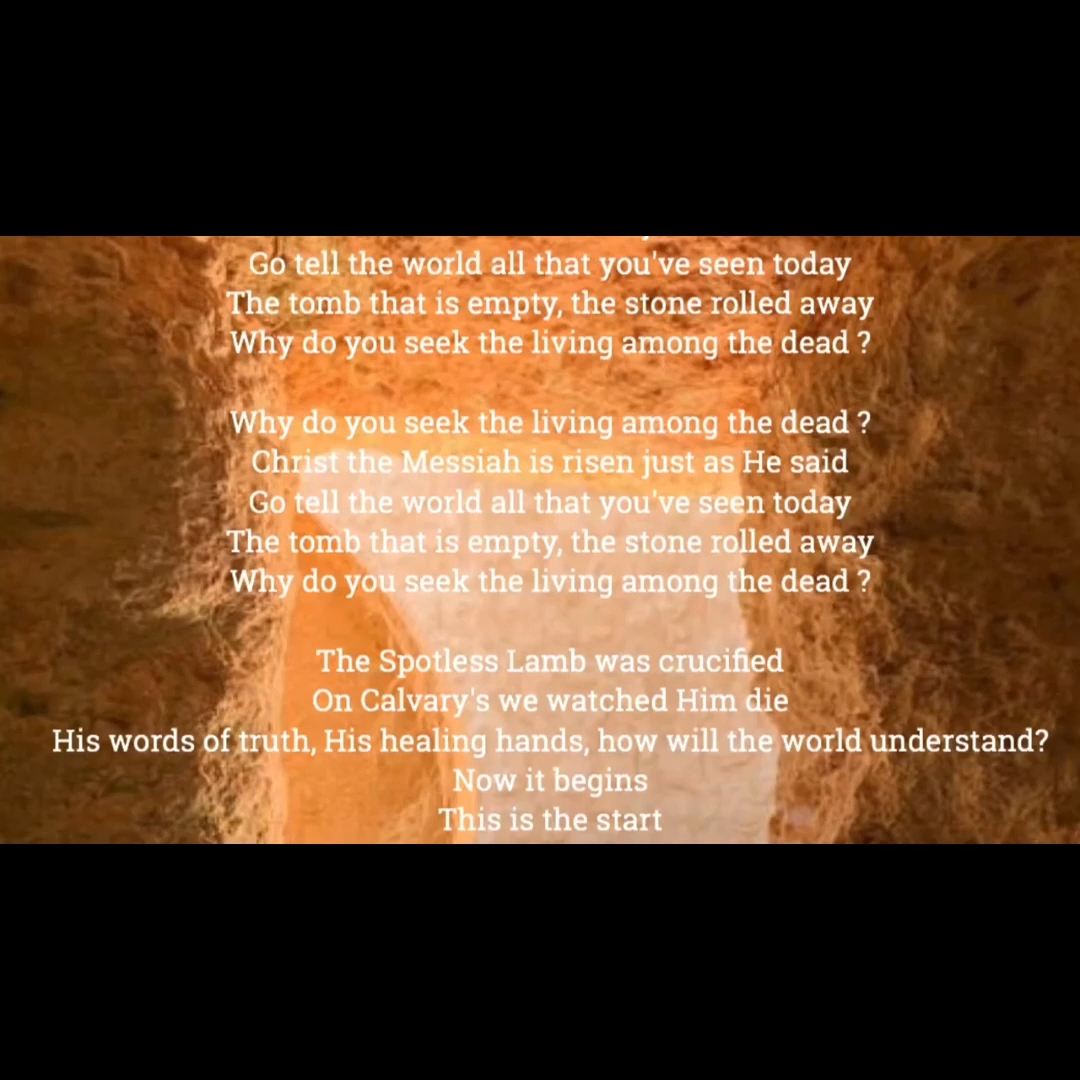 Go tell the world all that you've seen today
The tomb that is empty, the stone rolled away
Why do you seek the living among the dead ?
Why do you seek the living among the dead ?
Christ the Messiah is risen just as He said
Go tell the world all that you've seen today
The tomb that is empty, the stone rolled away
Why do you seek the living among the dead ?
The Spotless Lamb was crucified
On Calvary's we watched Him die
His words of truth, His healing hands, how will the world understand?
Now it begins
This is the start